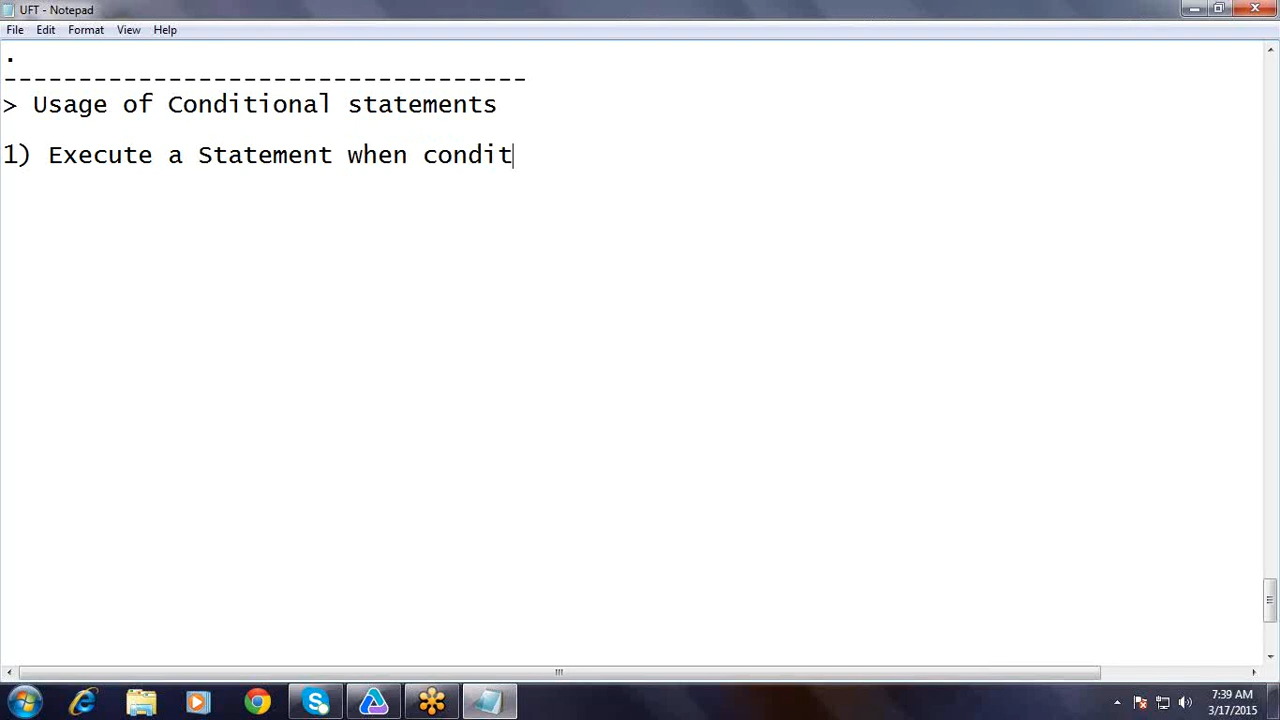 UFT - Notepad
File Edit Format View Help
.
-----------------------------------
> Usage of Conditional statements
1) Execute a Statement when condit
7:39 AM
3/17/2015